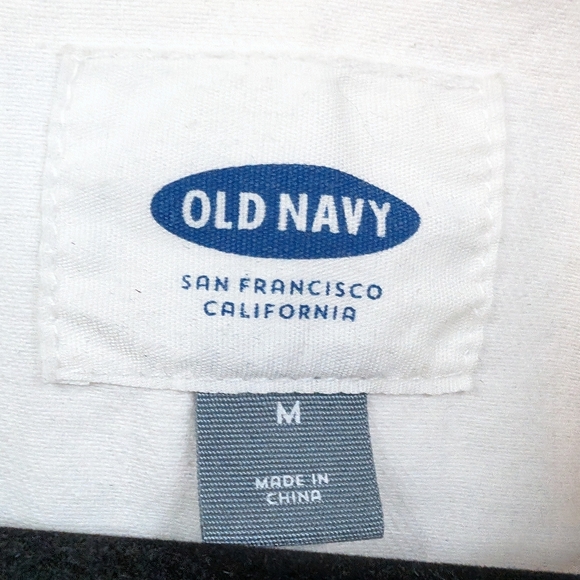 OLD NAVY
SAN FRANCISCO
CALIFORNIA
M
MADE IN
CHINA